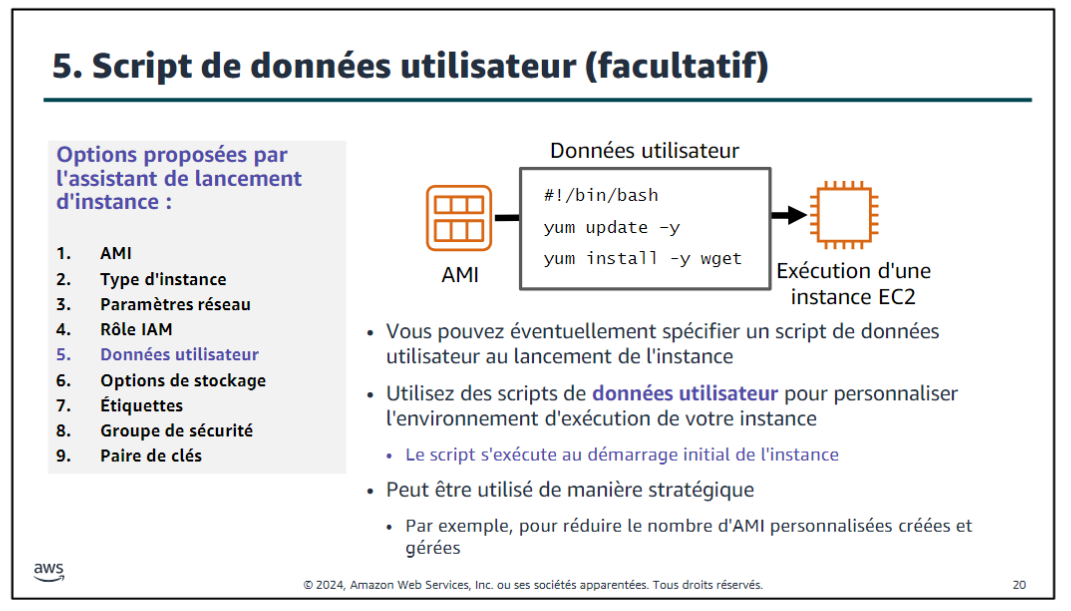 5. Script de données utilisateur (facultatif)
Options proposées par
l'assistant de lancement
d'instance :
1. AMI
2. Type d'instance
3. Paramètres réseau
4. Rôle IAM
5. Données utilisateur
6. Options de stockage
7. Étiquettes
8. Groupe de sécurité
9. Paire de clés
Données utilisateur
#!/bin/bash
yum update –y
yum install -y wget
AMI
Exécution d'une
instance EC2
• Vous pouvez éventuellement spécifier un script de données
utilisateur au lancement de l'instance
• Utilisez des scripts de données utilisateur pour personnaliser
l'environnement d'exécution de votre instance
• Le script s'exécute au démarrage initial de l'instance
• Peut être utilisé de manière stratégique
• Par exemple, pour réduire le nombre d'AMI personnalisées créées et
gérées
aws
© 2024, Amazon Web Services, Inc. ou ses sociétés apparentées. Tous droits réservés.
20